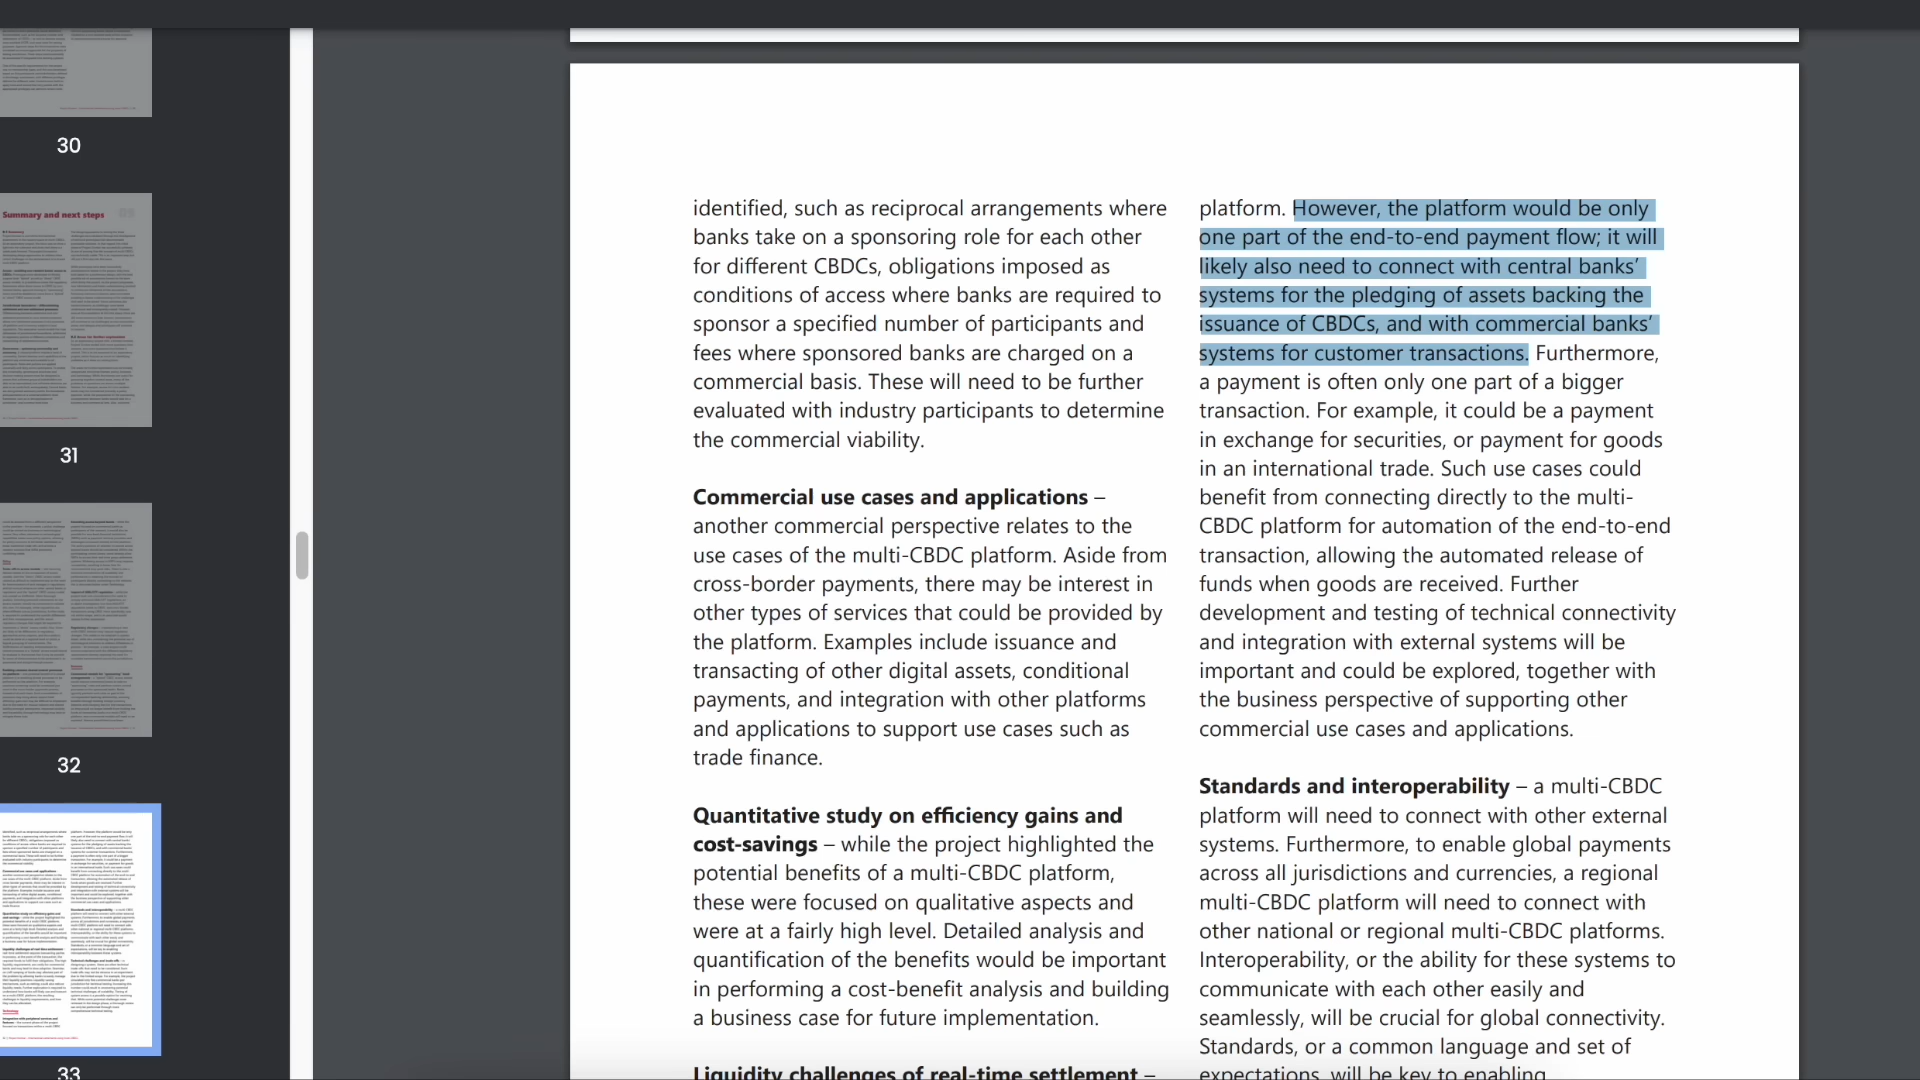 30
Summary and next steps
05
31
32
33
identified, such as reciprocal arrangements where
banks take on a sponsoring role for each other
for different CBDCs, obligations imposed as
conditions of access where banks are required to
sponsor a specified number of participants and
fees where sponsored banks are charged on a
commercial basis. These will need to be further
evaluated with industry participants to determine
the commercial viability.
Commercial use cases and applications –
another commercial perspective relates to the
use cases of the multi-CBDC platform. Aside from
cross-border payments, there may be interest in
other types of services that could be provided by
the platform. Examples include issuance and
transacting of other digital assets, conditional
payments, and integration with other platforms
and applications to support use cases such as
trade finance.
Quantitative study on efficiency gains and
cost-savings – while the project highlighted the
potential benefits of a multi-CBDC platform,
these were focused on qualitative aspects and
were at a fairly high level. Detailed analysis and
quantification of the benefits would be important
in performing a cost-benefit analysis and building
a business case for future implementation.
Liquidity challenges of real-time settlement –
platform. However, the platform would be only
one part of the end-to-end payment flow; it will
likely also need to connect with central banks’
systems for the pledging of assets backing the
issuance of CBDCs, and with commercial banks’
systems for customer transactions. Furthermore,
a payment is often only one part of a bigger
transaction. For example, it could be a payment
in exchange for securities, or payment for goods
in an international trade. Such use cases could
benefit from connecting directly to the multi-
CBDC platform for automation of the end-to-end
transaction, allowing the automated release of
funds when goods are received. Further
development and testing of technical connectivity
and integration with external systems will be
important and could be explored, together with
the business perspective of supporting other
commercial use cases and applications.
Standards and interoperability – a multi-CBDC
platform will need to connect with other external
systems. Furthermore, to enable global payments
across all jurisdictions and currencies, a regional
multi-CBDC platform will need to connect with
other national or regional multi-CBDC platforms.
Interoperability, or the ability for these systems to
communicate with each other easily and
seamlessly, will be crucial for global connectivity.
Standards, or a common language and set of
expectations, will be key to enabling